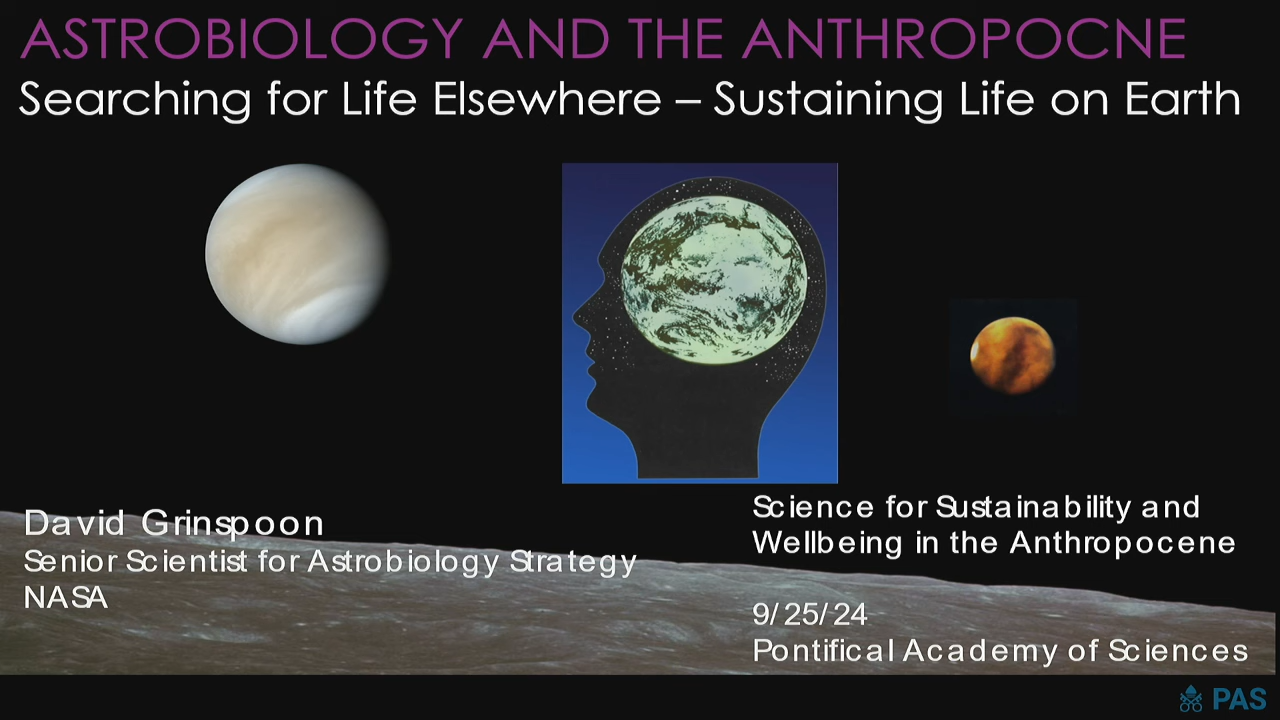 ASTROBIOLOGY AND THE ANTHROPOCNE
Searching for Life Elsewhere – Sustaining Life on Earth
David Grinspoon
Senior Scientist for Astrobiology Strategy
NASA
Science for Sustainability and
Wellbeing in the Anthropocene
9/25/24
Pontifical Academy of Sciences
PAS